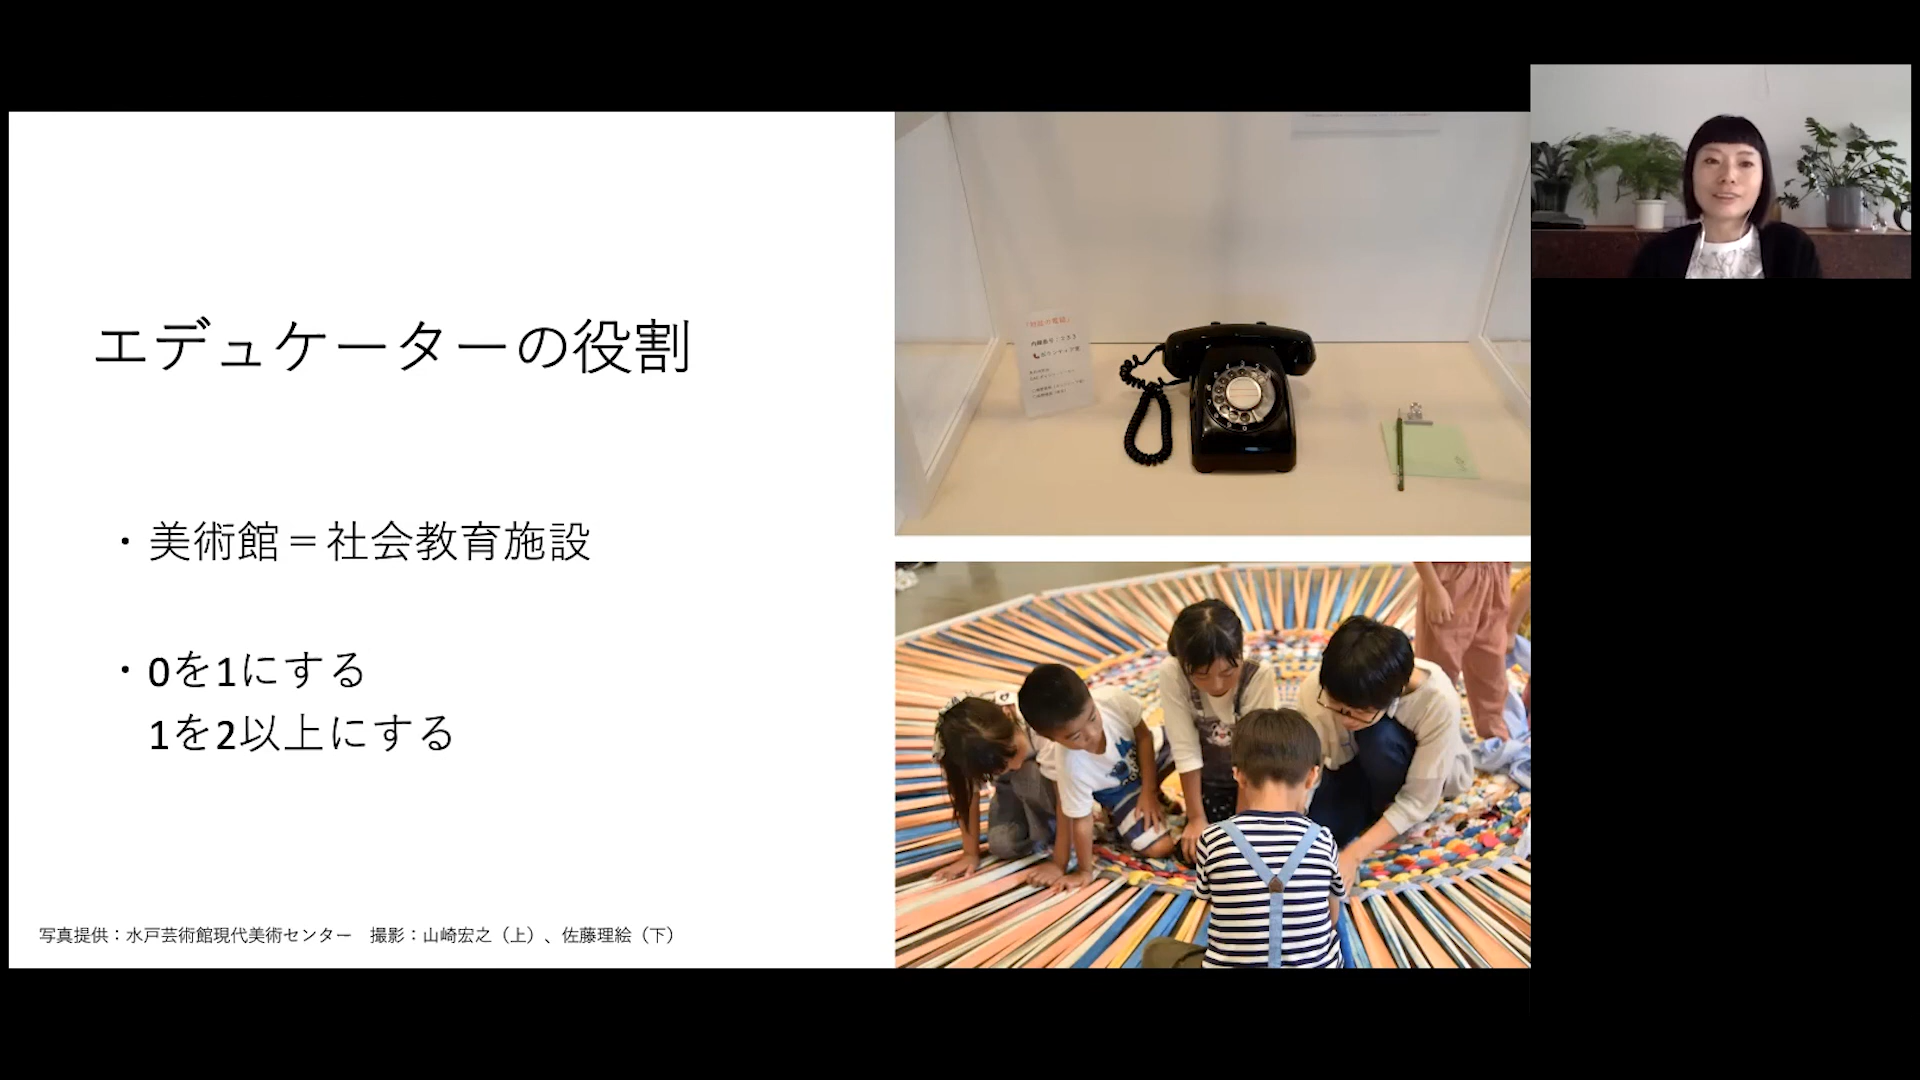 エデュケーターの役割
・美術館＝社会教育施設
・0を1にする
1を2以上にする
写真提供：水戸芸術館現代美術センター　撮影：山崎宏之（上）、佐藤理絵（下）